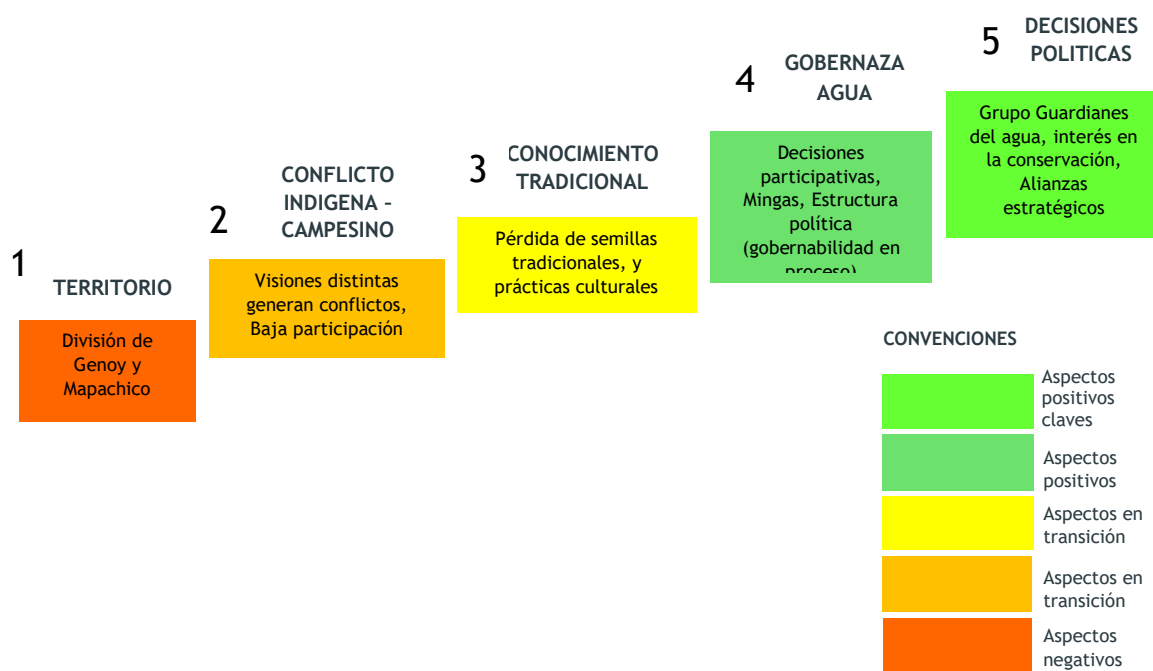 1
TERRITORIO
División de
Genoy y
Mapachico
2
CONFLICTO
INDIGENA –
CAMPESINO
Visiones distintas
generan conflictos,
Baja participación
3
CONOCIMIENTO
TRADICIONAL
Pérdida de semillas
tradicionales, y
prácticas culturales
4
GOBERNAZA
AGUA
Decisiones
participativas,
Mingas, Estructura
política
(gobernabilidad en
proceso)
5
DECISIONES
POLITICAS
Grupo Guardianes
del agua, interés en
la conservación,
Alianzas
estratégicos
CONVENCIONES
Aspectos
positivos
claves
Aspectos
positivos
Aspectos en
transición
Aspectos en
transición
Aspectos
negativos